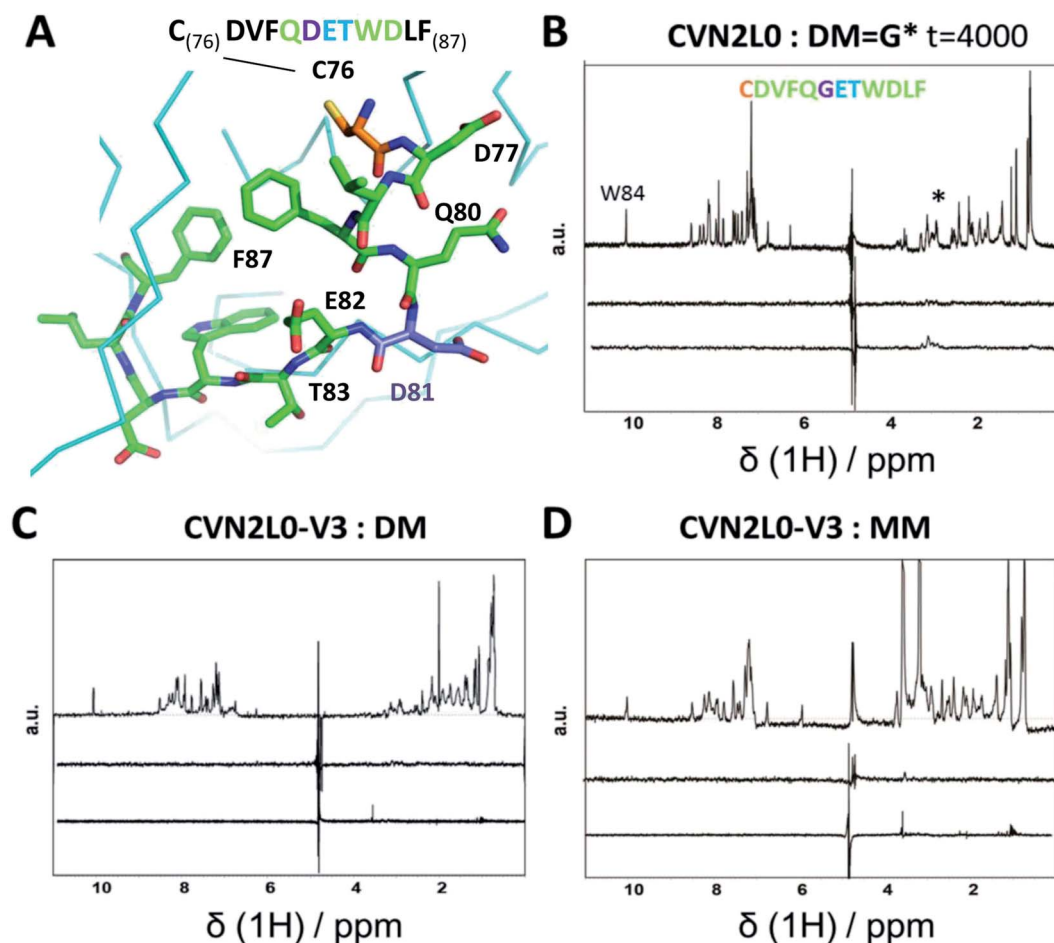 A
C(76) DVFQDETWDLF(87)
C76
D77
Q80
F87
E82
T83
D81
B
CVN2L0 : DM=G* t=4000
CDVFQGETWDLF
W84
*
a.u.
10 8 6 4 2
δ (1H) / ppm
C
CVN2L0-V3 : DM
a.u.
10 8 6 4 2
δ (1H) / ppm
D
CVN2L0-V3 : MM
a.u.
10 8 6 4 2
δ (1H) / ppm